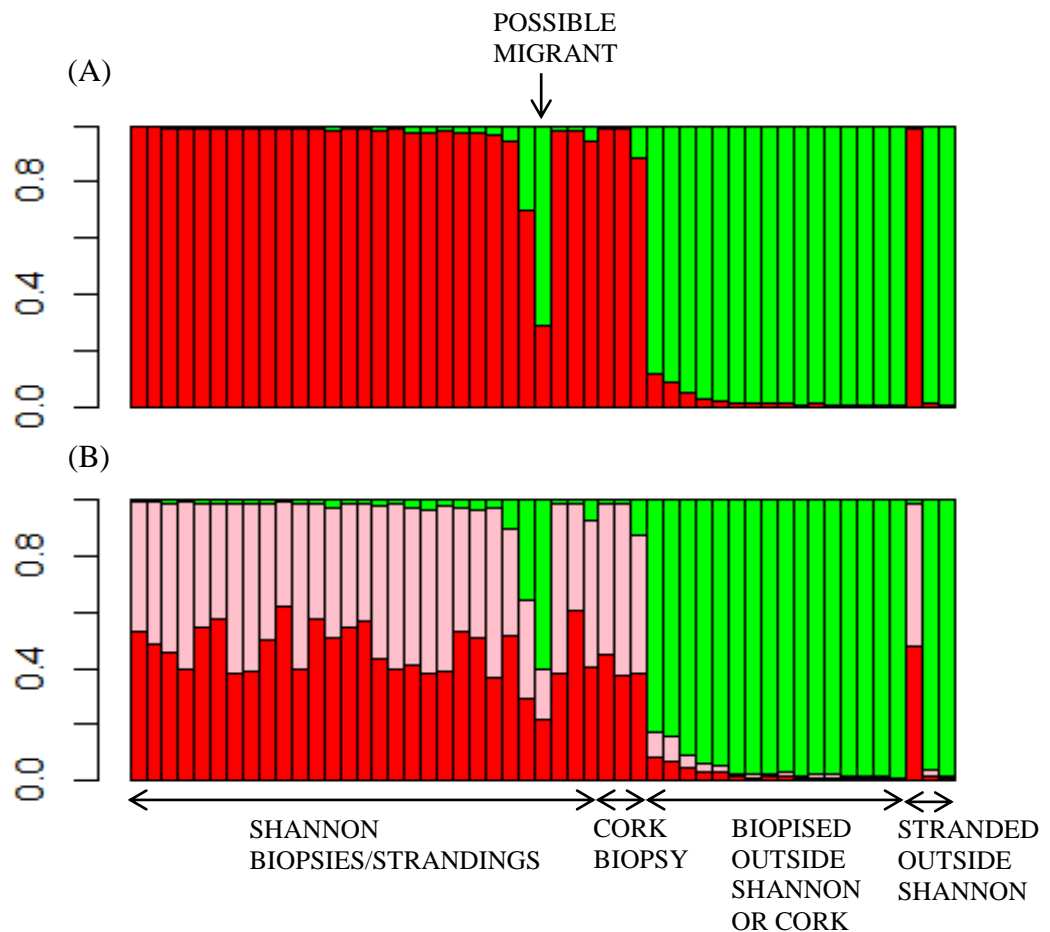 POSSIBLE
MIGRANT
(A)
0.8
0.4
0.0
(B)
0.8
0.4
0.0
SHANNON
BIOPSIES/STRANDINGS
CORK
BIOPSY
BIOPISED
OUTSIDE
SHANNON
OR CORK
STRANDED
OUTSIDE
SHANNON